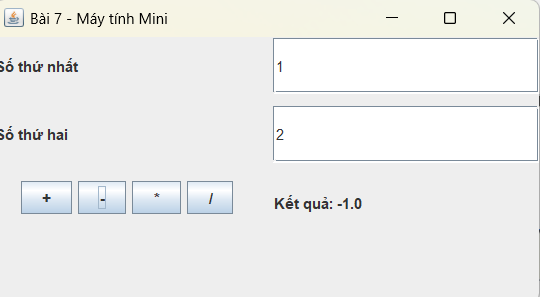 Bài 7 - Máy tính Mini
Số thứ nhất
1
Số thứ hai
2
+ - * /
Kết quả: -1.0